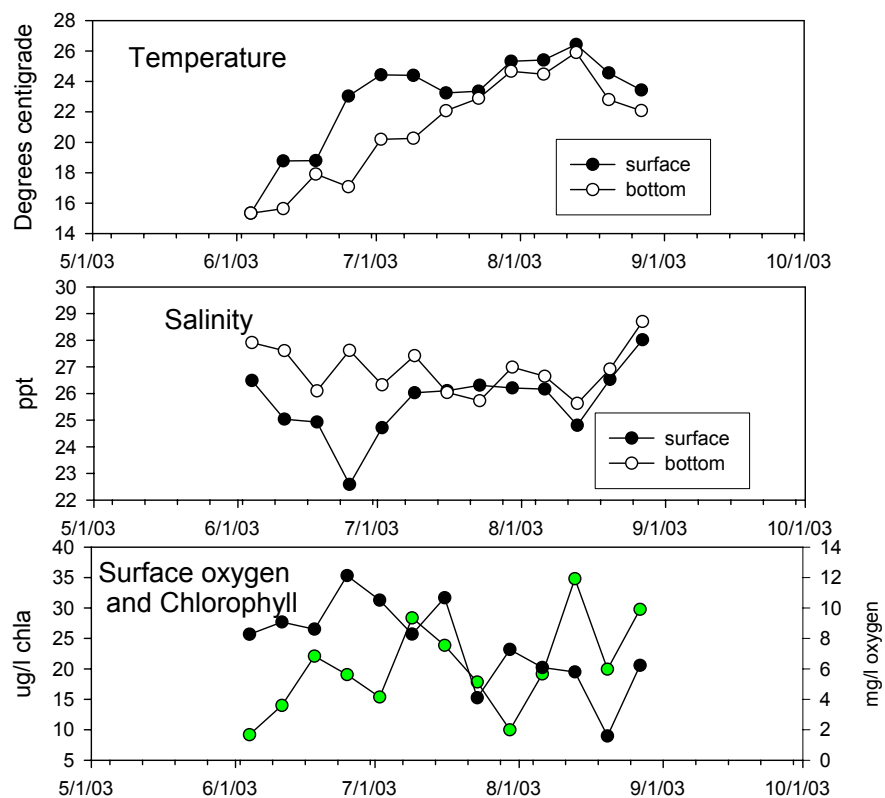 Temperature
Degrees centigrade
28
26
24
22
20
18
16
14
surface
bottom
5/1/03 6/1/03 7/1/03 8/1/03 9/1/03 10/1/03
Salinity
ppt
30
29
28
27
26
25
24
23
22
surface
bottom
5/1/03 6/1/03 7/1/03 8/1/03 9/1/03 10/1/03
Surface oxygen
and Chlorophyll
ug/l chla
40
35
30
25
20
15
10
5
14
12
10
8
6
4
2
0
mg/l oxygen
5/1/03 6/1/03 7/1/03 8/1/03 9/1/03 10/1/03